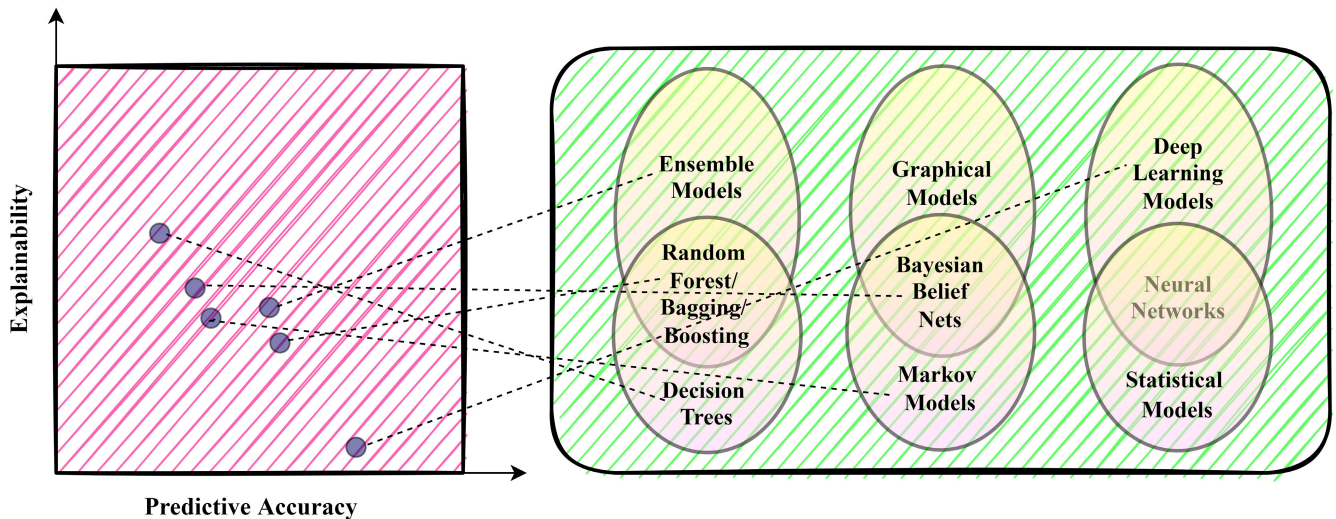 Explainability
Predictive Accuracy
Ensemble
Models
Random
Forest/
Bagging/
Boosting
Decision
Trees
Graphical
Models
Bayesian
Belief
Nets
Markov
Models
Deep
Learning
Models
Neural
Networks
Statistical
Models